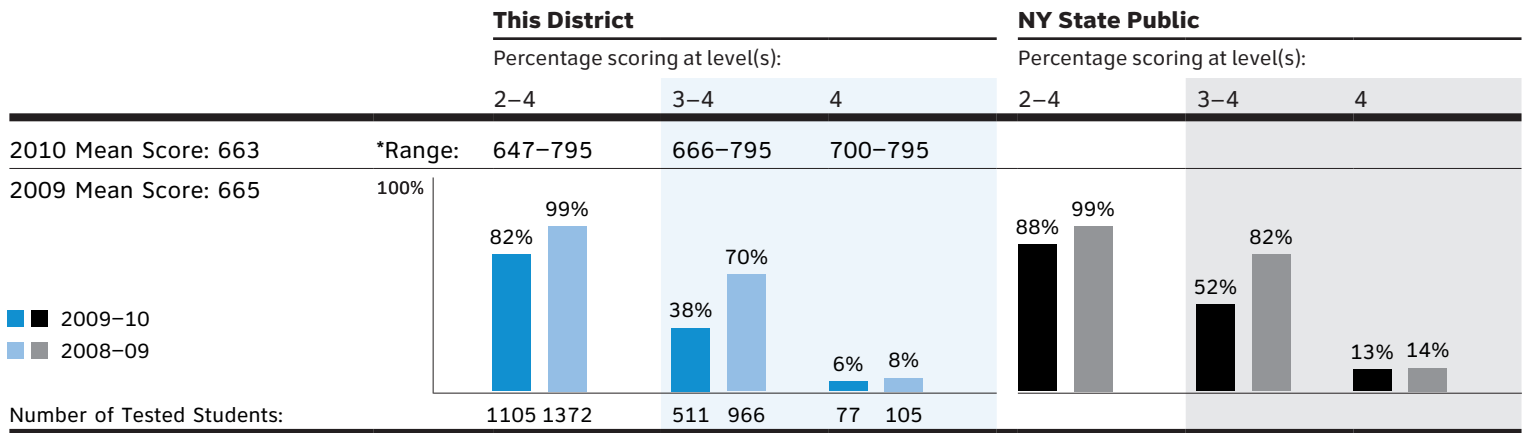 This District NY State Public
Percentage scoring at level(s): Percentage scoring at level(s):
2–4 3–4 4 2–4 3–4 4
2010 Mean Score: 663 *Range: 647–795 666–795 700–795
2009 Mean Score: 665 100%
99% 99%
82% 88% 82%
70%
52%
38%
6% 8% 13% 14%
2009–10
2008–09
Number of Tested Students: 1105 1372 511 966 77 105